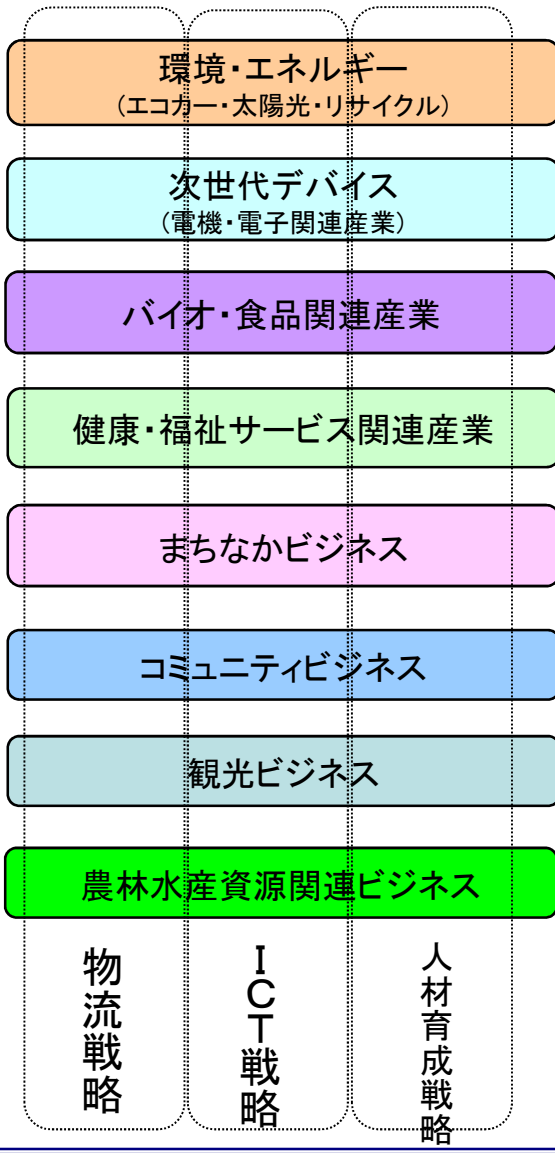 環境・エネルギー
(エコカー・太陽光・リサイクル)
次世代デバイス
(電機・電子関連産業)
バイオ・食品関連産業
健康・福祉サービス関連産業
まちなかビジネス
コミュニティビジネス
観光ビジネス
農林水産資源関連ビジネス
物流戦略
ICT戦略
人材育成戦略